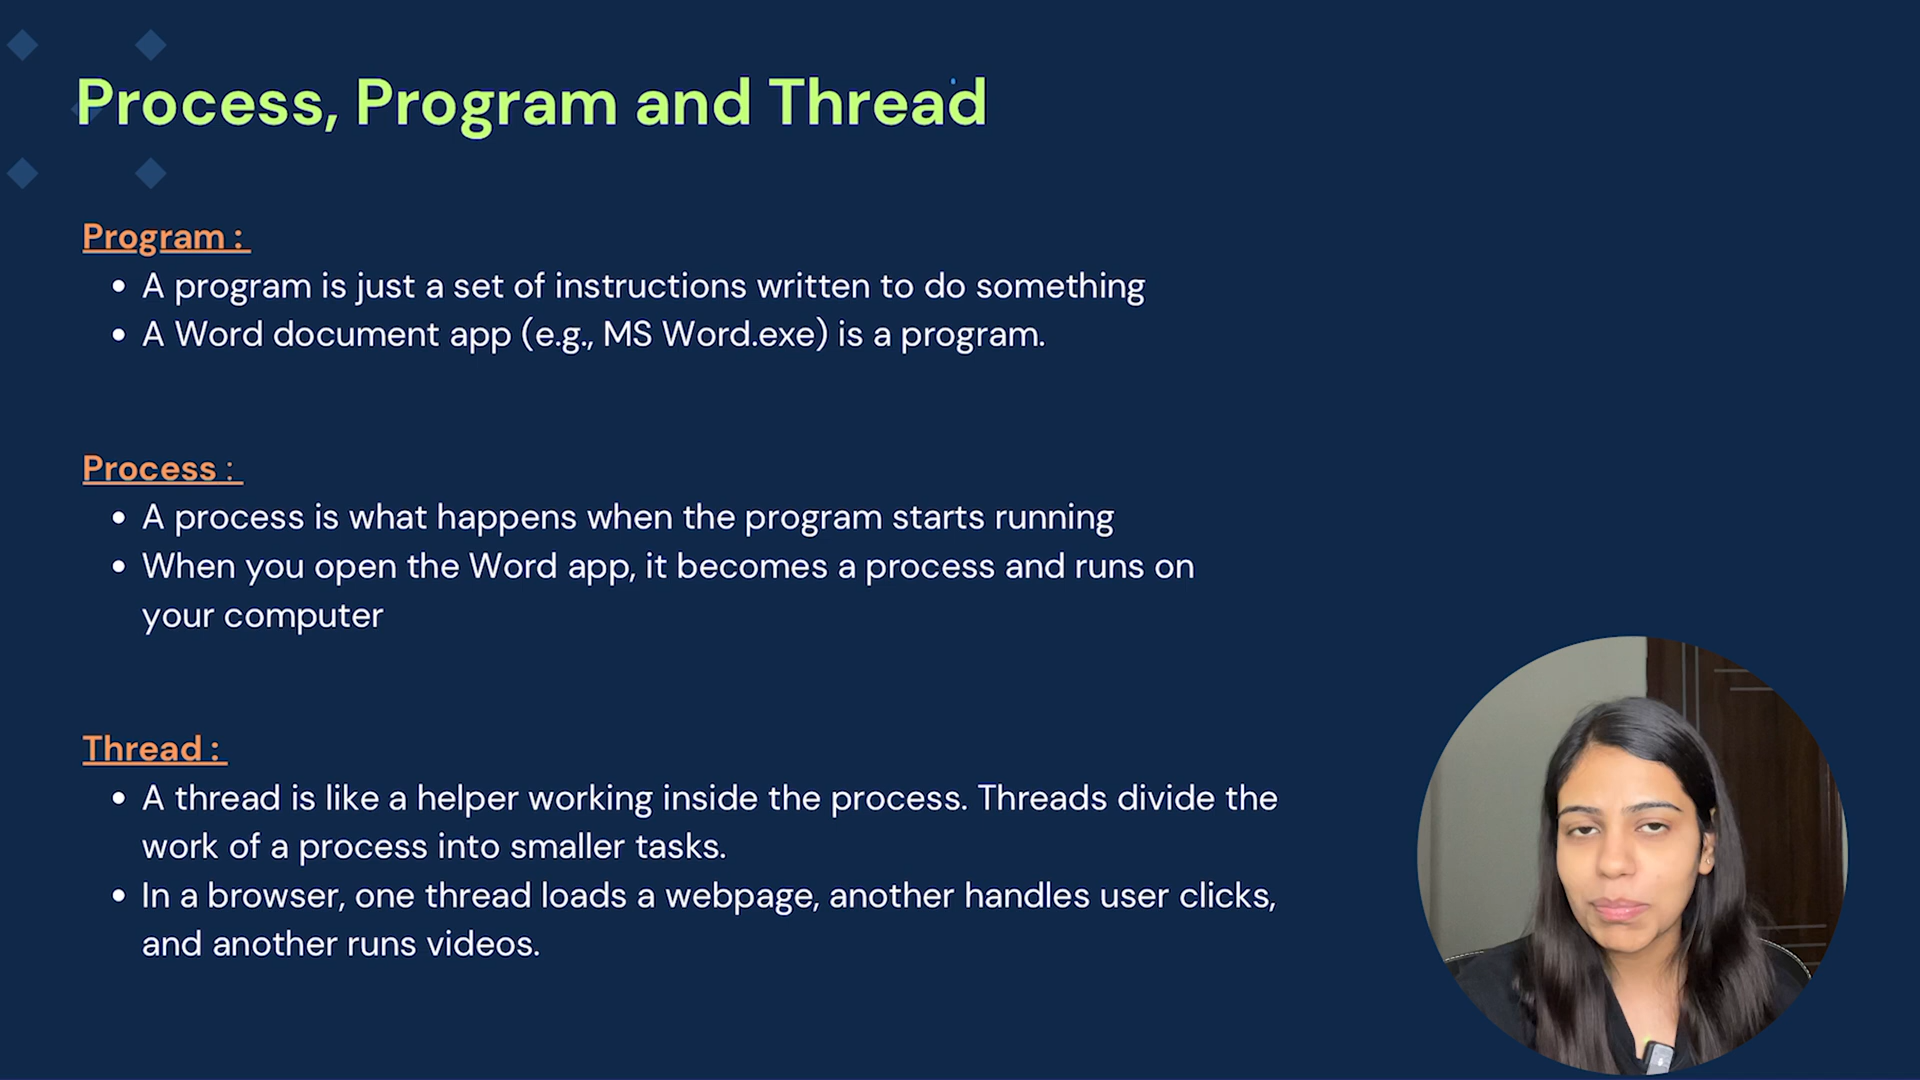 Process, Program and Thread
Program :
• A program is just a set of instructions written to do something
• A Word document app (e.g., MS Word.exe) is a program.
Process :
• A process is what happens when the program starts running
• When you open the Word app, it becomes a process and runs on
your computer
Thread :
• A thread is like a helper working inside the process. Threads divide the
work of a process into smaller tasks.
• In a browser, one thread loads a webpage, another handles user clicks,
and another runs videos.